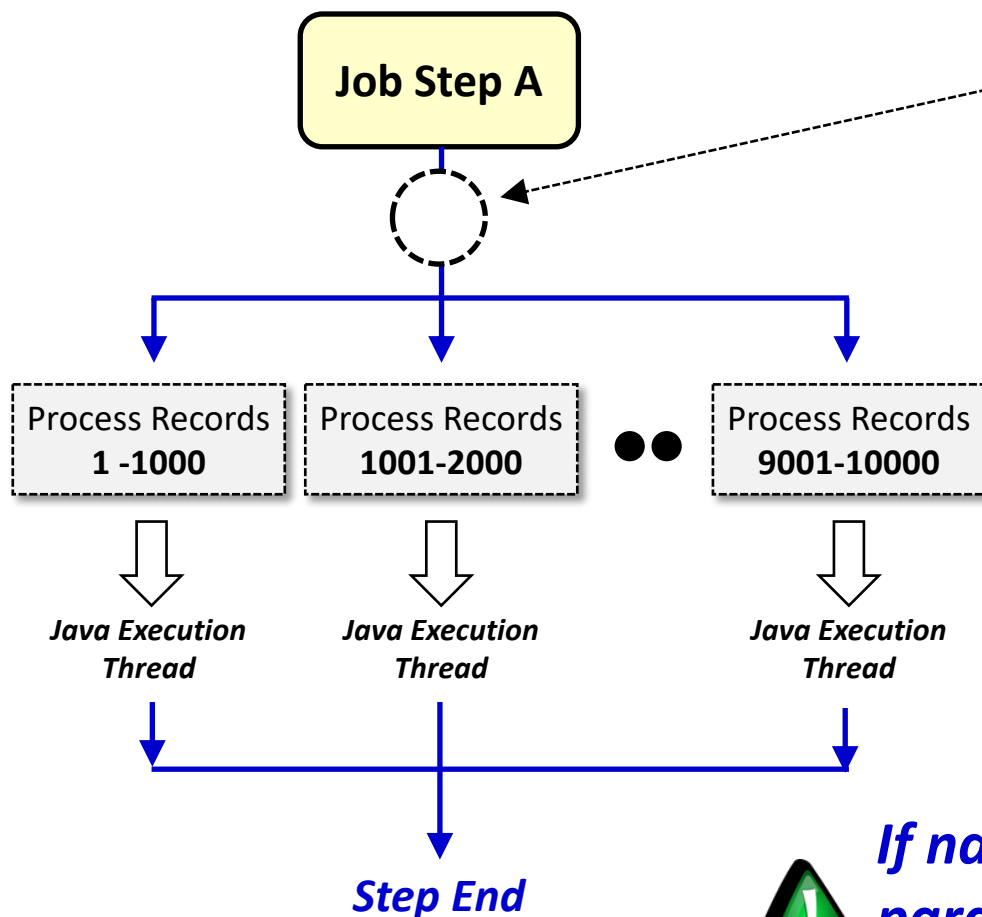 Job Step A
Process Records
1 -1000
Process Records
1001-2000
Process Records
9001-10000
Java Execution
Thread
Java Execution
Thread
Java Execution
Thread
Step End
If